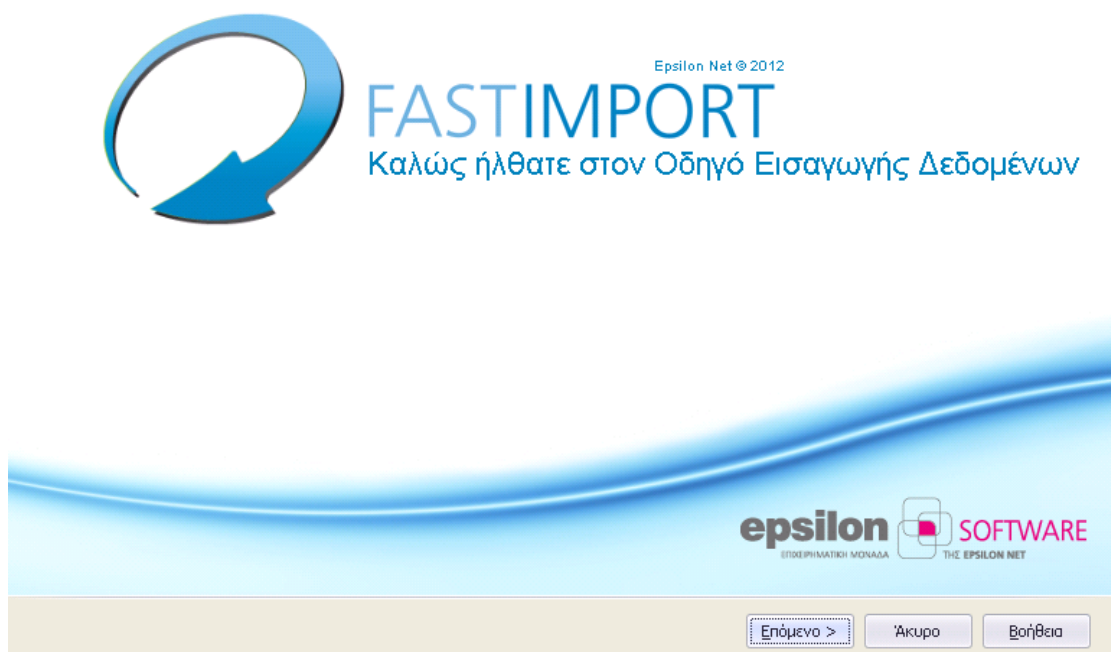 Epsilon Net © 2012
FASTIMPORT
Καλώς ήλθατε στον Οδηγό Εισαγωγής Δεδομένων
epsilon SOFTWARE
ΕΠΙΧΕΙΡΗΜΑΤΙΚΗ ΜΟΝΑΔΑ ΤΗΣ EPSILON NET
Επόμενο > Άκυρο Βοήθεια